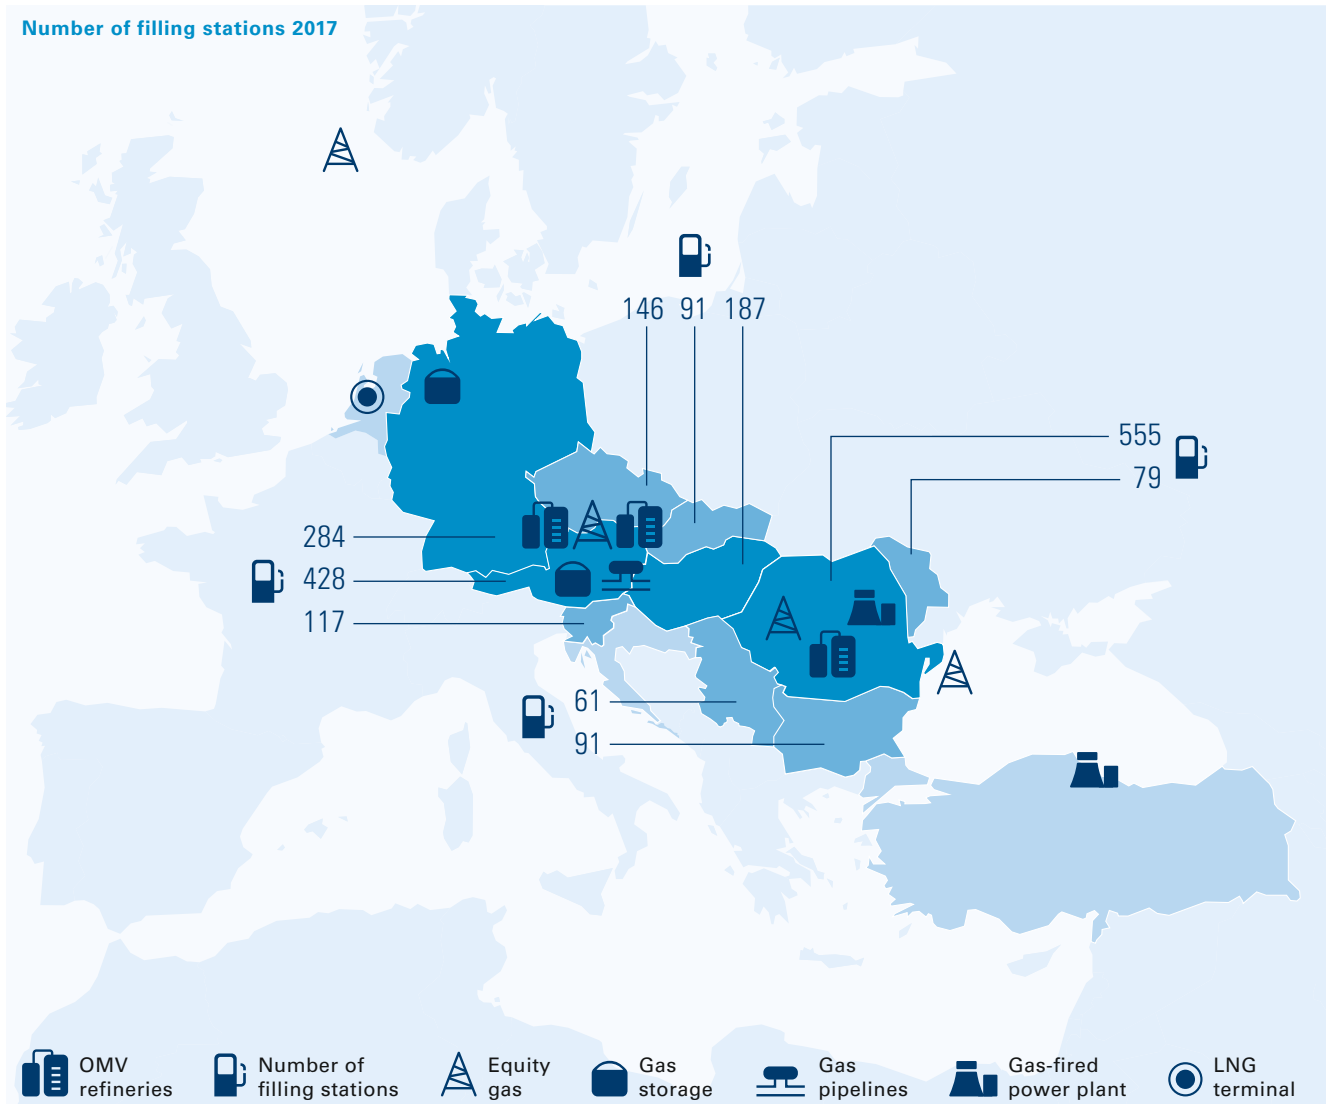 Number of filling stations 2017
146 91 187
555
79
284
428
117
61
91
OMV
refineries
Number of
filling stations
Equity
gas
Gas
storage
Gas
pipelines
Gas-fired
power plant
LNG
terminal